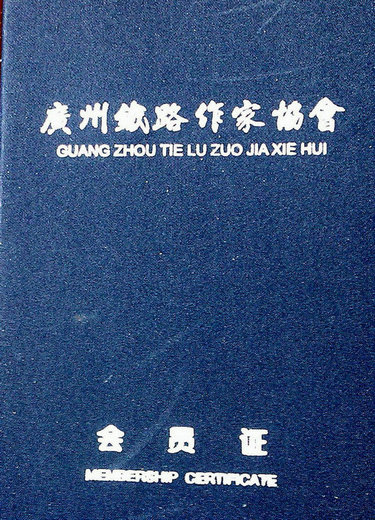 廣州鐵路作家協會
GUANG ZHOU TIE LU ZUO JIA XIE HUI
会员证
MEMBERSHIP CERTIFICATE